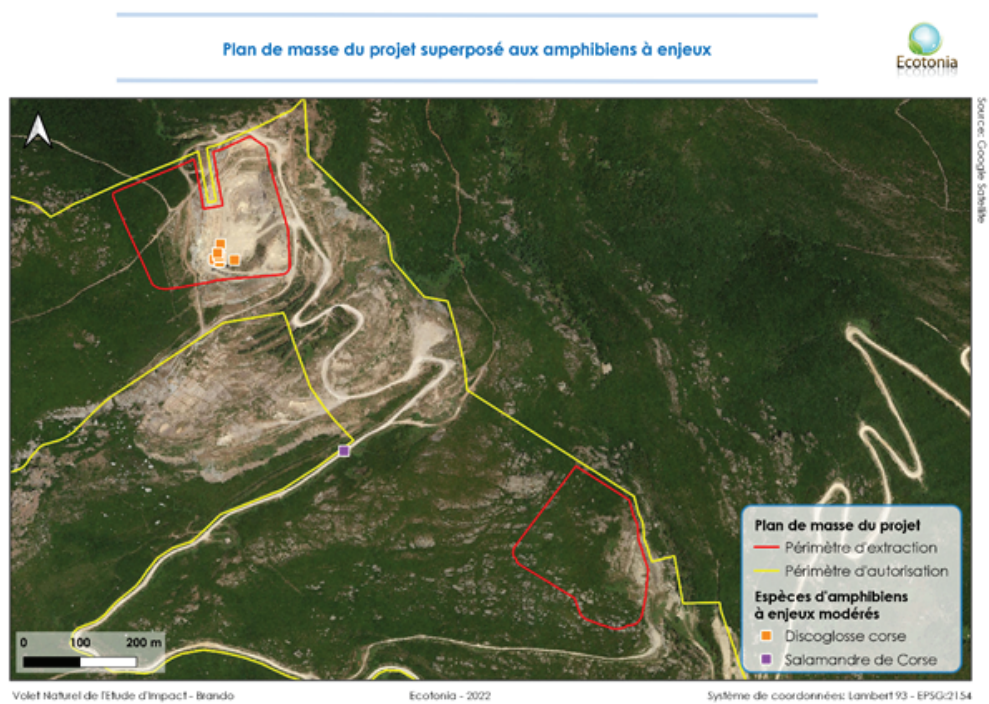 Plan de masse du projet superposé aux amphibiens à enjeux
Ecotonia
Source: Google Satellite
Plan de masse du projet
Périmètre d'extraction
Périmètre d'autorisation
Espèces d'amphibiens
à enjeux modérés
Discoglosse corse
Salamandre de Corse
0 100 200 m
Volet Naturel de l'Etude d'Impact - Brando
Ecotonia - 2022
Système de coordonnées: Lambert 93 - EPSG:2154